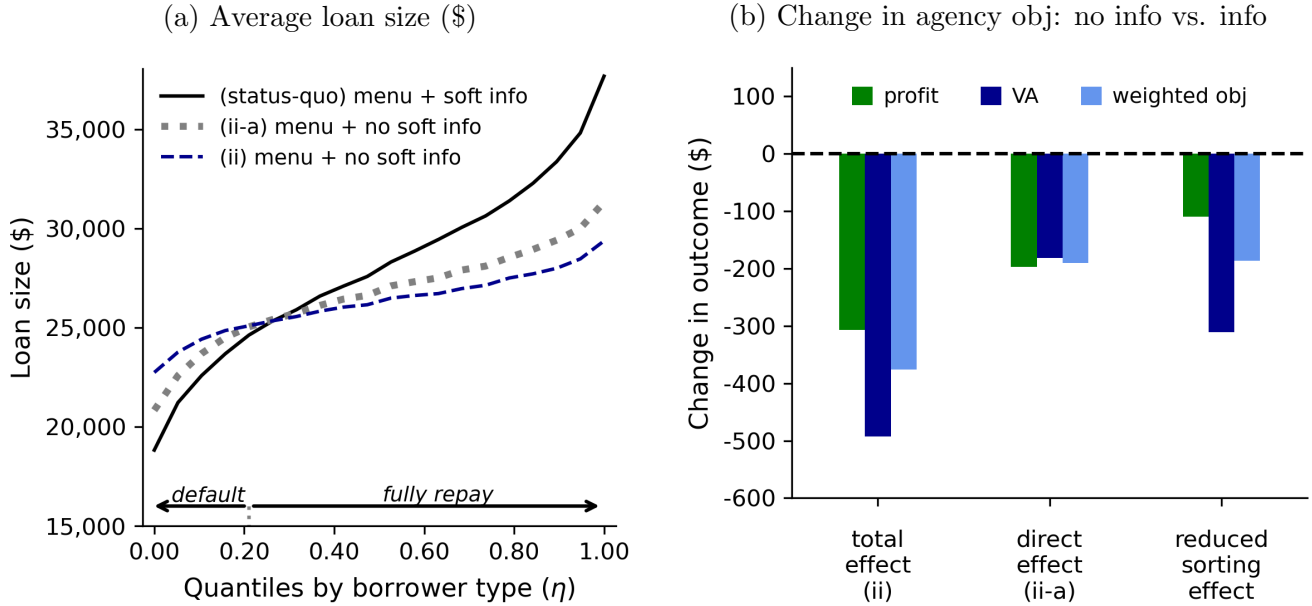 (a) Average loan size ($)
(status-quo) menu + soft info
(ii-a) menu + no soft info
(ii) menu + no soft info
Loan size ($)
35,000
30,000
25,000
20,000
15,000
default
fully repay
0.00 0.20 0.40 0.60 0.80 1.00
Quantiles by borrower type (η)
(b) Change in agency obj: no info vs. info
profit VA weighted obj
Change in outcome ($)
100
0
-100
-200
-300
-400
-500
-600
total
effect
(ii)
direct
effect
(ii-a)
reduced
sorting
effect